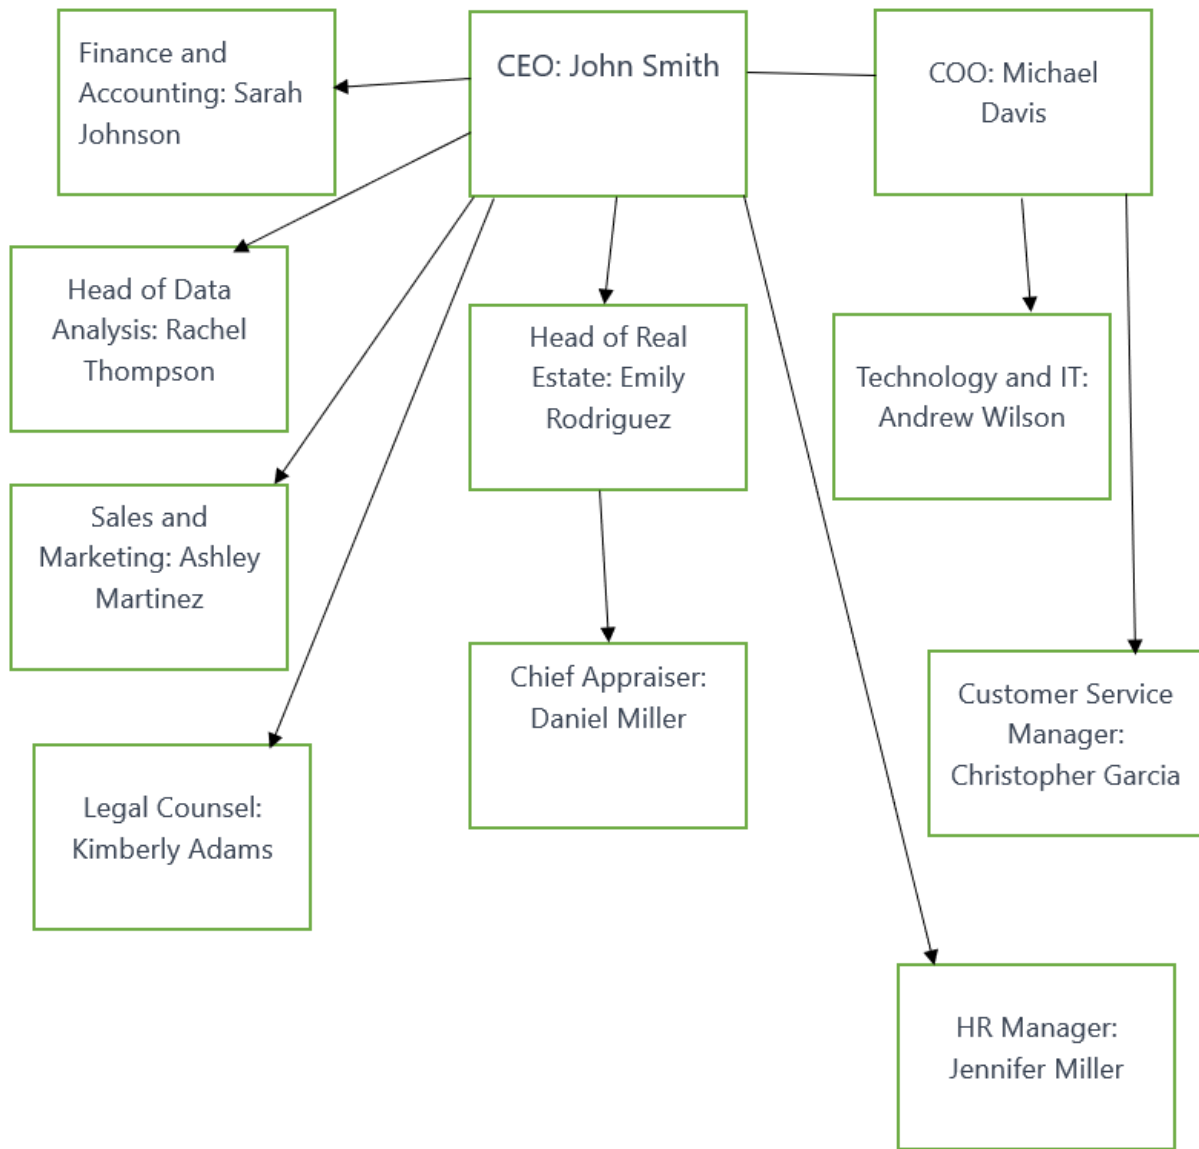 Finance and
Accounting: Sarah
Johnson
CEO: John Smith
COO: Michael
Davis
Head of Data
Analysis: Rachel
Thompson
Head of Real
Estate: Emily
Rodriguez
Technology and IT:
Andrew Wilson
Sales and
Marketing: Ashley
Martinez
Chief Appraiser:
Daniel Miller
Customer Service
Manager:
Christopher Garcia
Legal Counsel:
Kimberly Adams
HR Manager:
Jennifer Miller